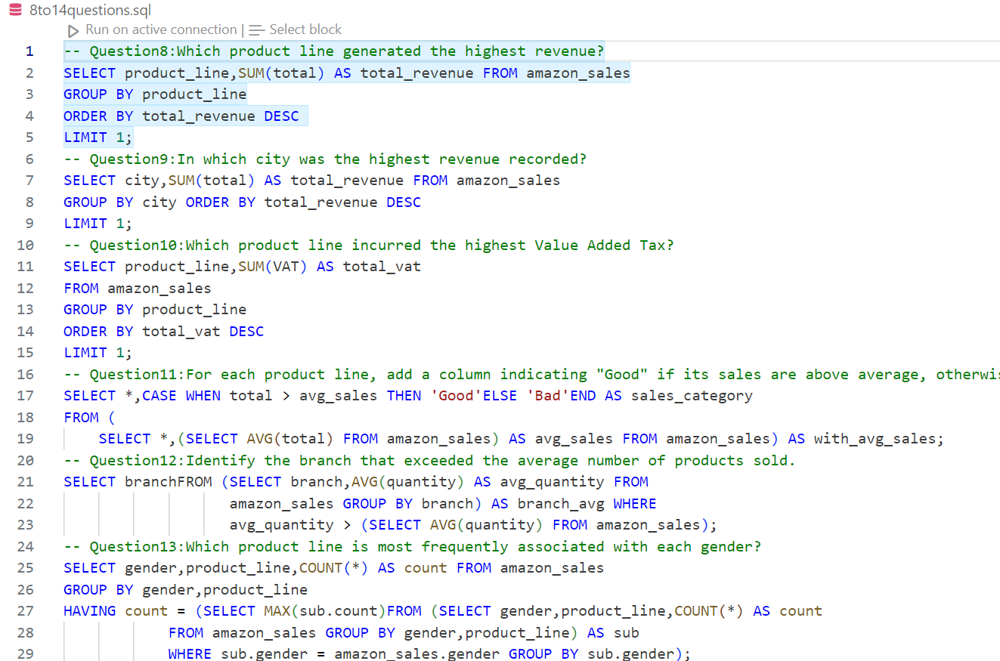 8to14questions.sql
Run on active connection | Select block
1 -- Question8:Which product line generated the highest revenue?
2 SELECT product_line,SUM(total) AS total_revenue FROM amazon_sales
3 GROUP BY product_line
4 ORDER BY total_revenue DESC
5 LIMIT 1;
6 -- Question9:In which city was the highest revenue recorded?
7 SELECT city,SUM(total) AS total_revenue FROM amazon_sales
8 GROUP BY city ORDER BY total_revenue DESC
9 LIMIT 1;
10 -- Question10:Which product line incurred the highest Value Added Tax?
11 SELECT product_line,SUM(VAT) AS total_vat
12 FROM amazon_sales
13 GROUP BY product_line
14 ORDER BY total_vat DESC
15 LIMIT 1;
16 -- Question11:For each product line, add a column indicating "Good" if its sales are above average, otherwis
17 SELECT *,CASE WHEN total > avg_sales THEN 'Good'ELSE 'Bad'END AS sales_category
18 FROM (
19 SELECT *,(SELECT AVG(total) FROM amazon_sales) AS avg_sales FROM amazon_sales) AS with_avg_sales;
20 -- Question12:Identify the branch that exceeded the average number of products sold.
21 SELECT branchFROM (SELECT branch,AVG(quantity) AS avg_quantity FROM
22 amazon_sales GROUP BY branch) AS branch_avg WHERE
23 avg_quantity > (SELECT AVG(quantity) FROM amazon_sales);
24 -- Question13:Which product line is most frequently associated with each gender?
25 SELECT gender,product_line,COUNT(*) AS count FROM amazon_sales
26 GROUP BY gender,product_line
27 HAVING count = (SELECT MAX(sub.count)FROM (SELECT gender,product_line,COUNT(*) AS count
28 FROM amazon_sales GROUP BY gender,product_line) AS sub
29 WHERE sub.gender = amazon_sales.gender GROUP BY sub.gender);